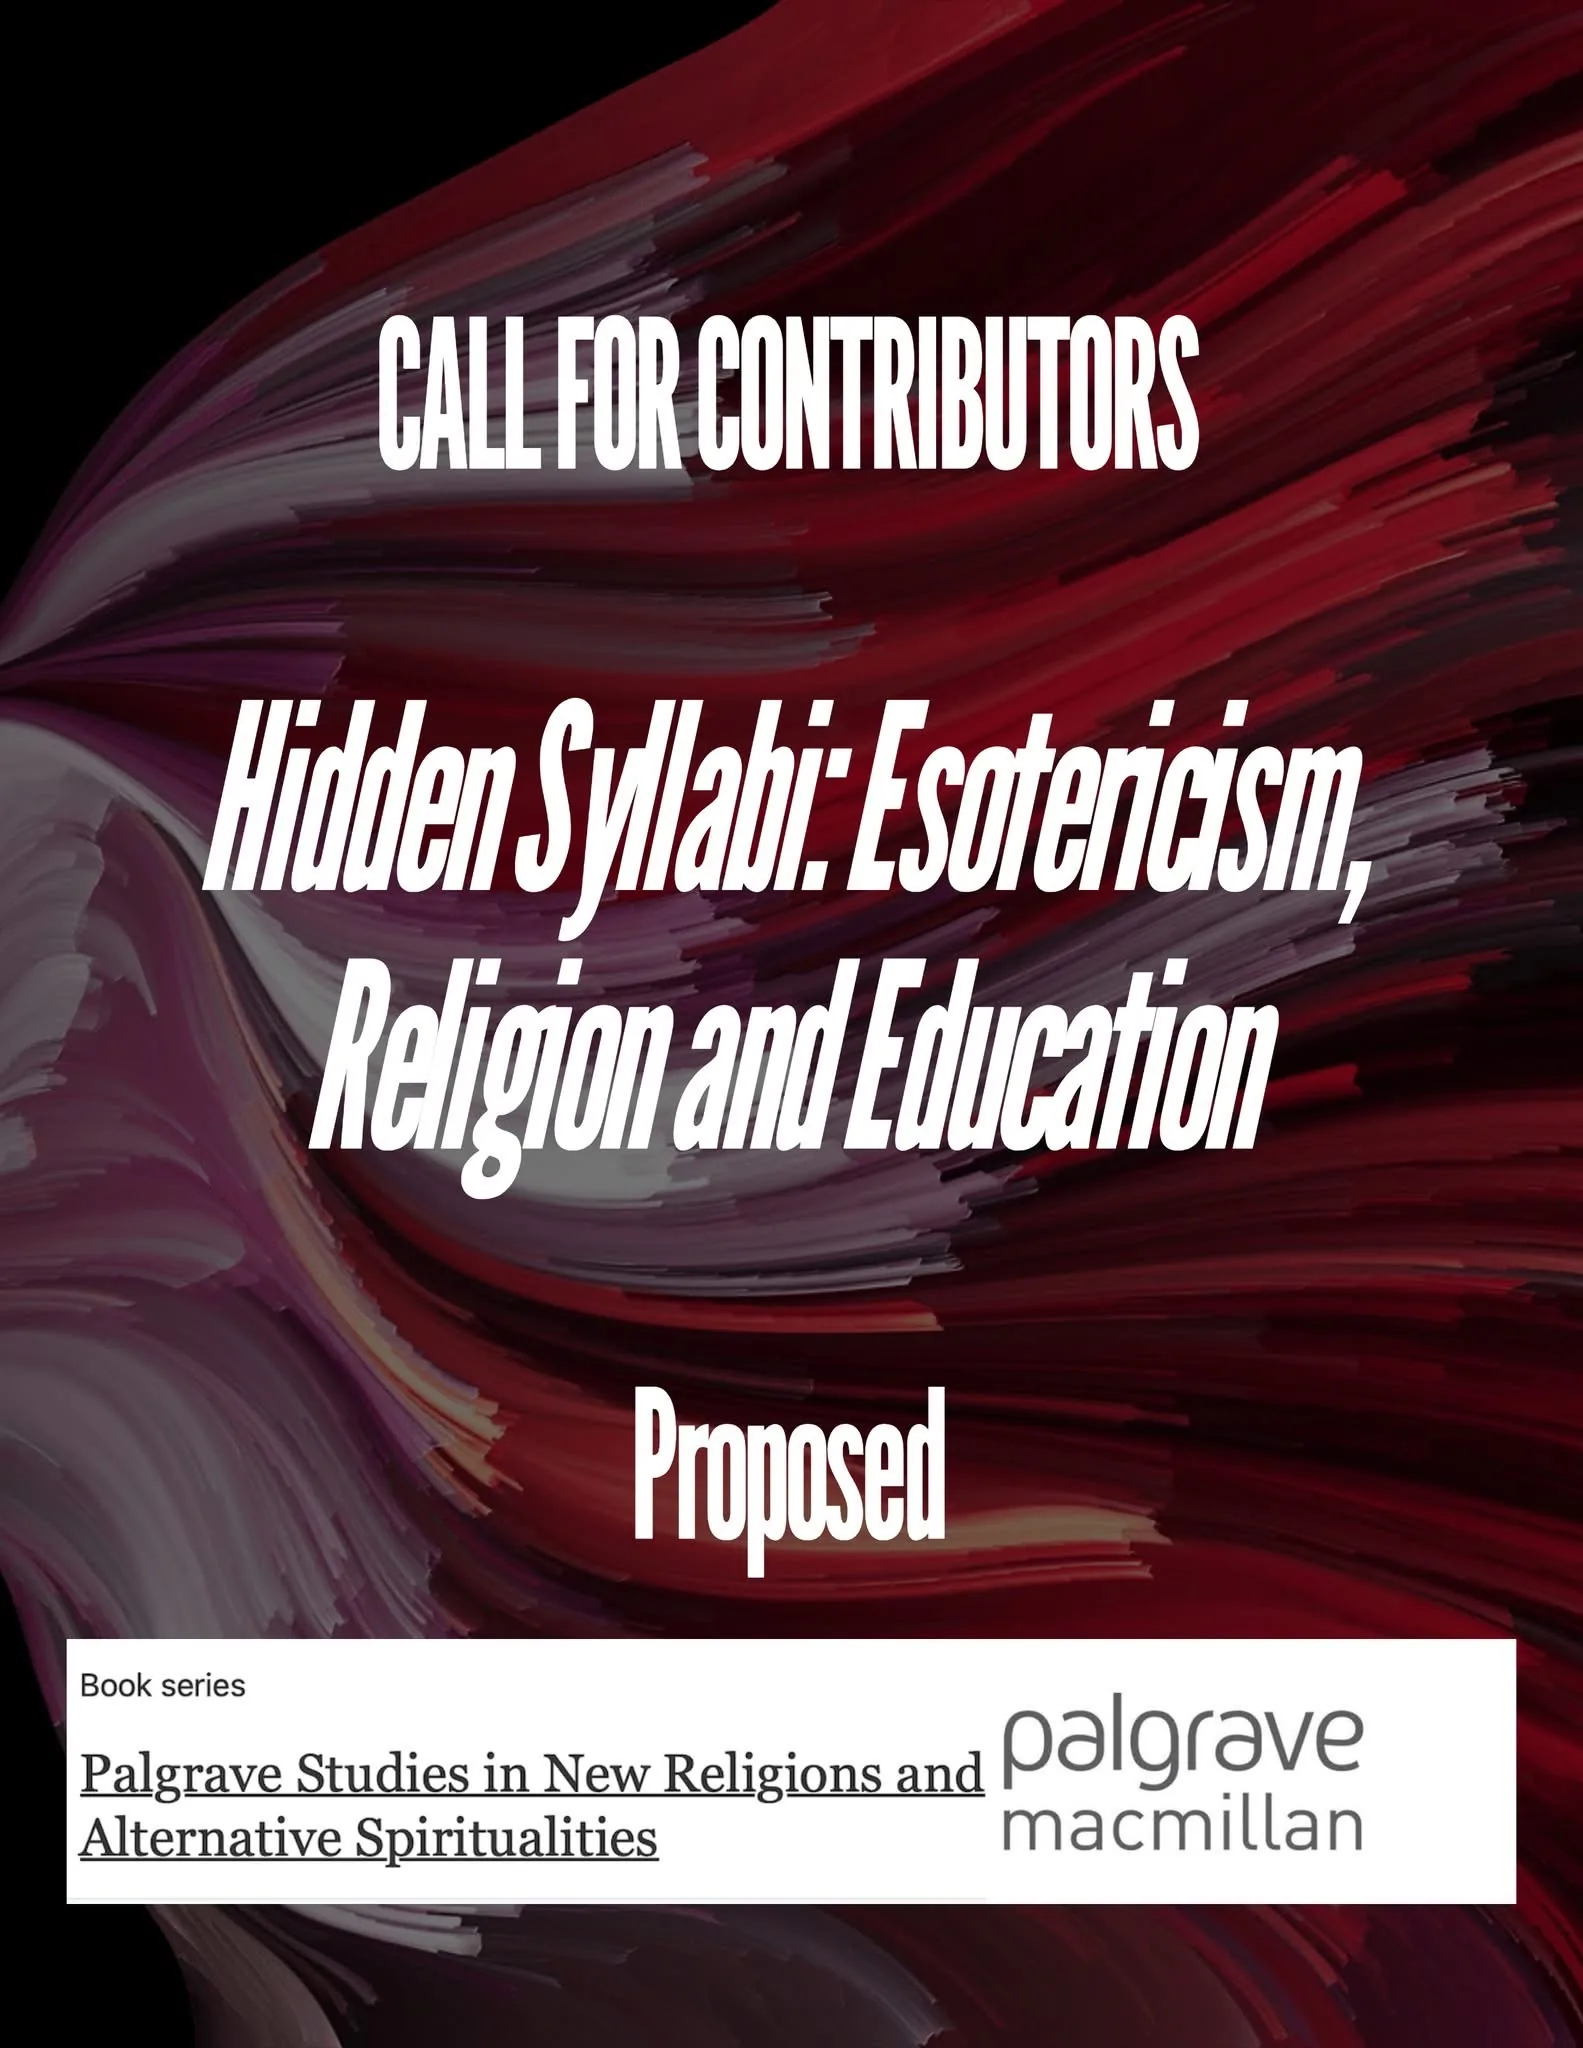 CALL FOR CONTRIBUTORS
Hidden Syllabi: Esotericism,
Religion and Education
Proposed
Book series
Palgrave Studies in New Religions and
Alternative Spiritualities
palgrave
macmillan